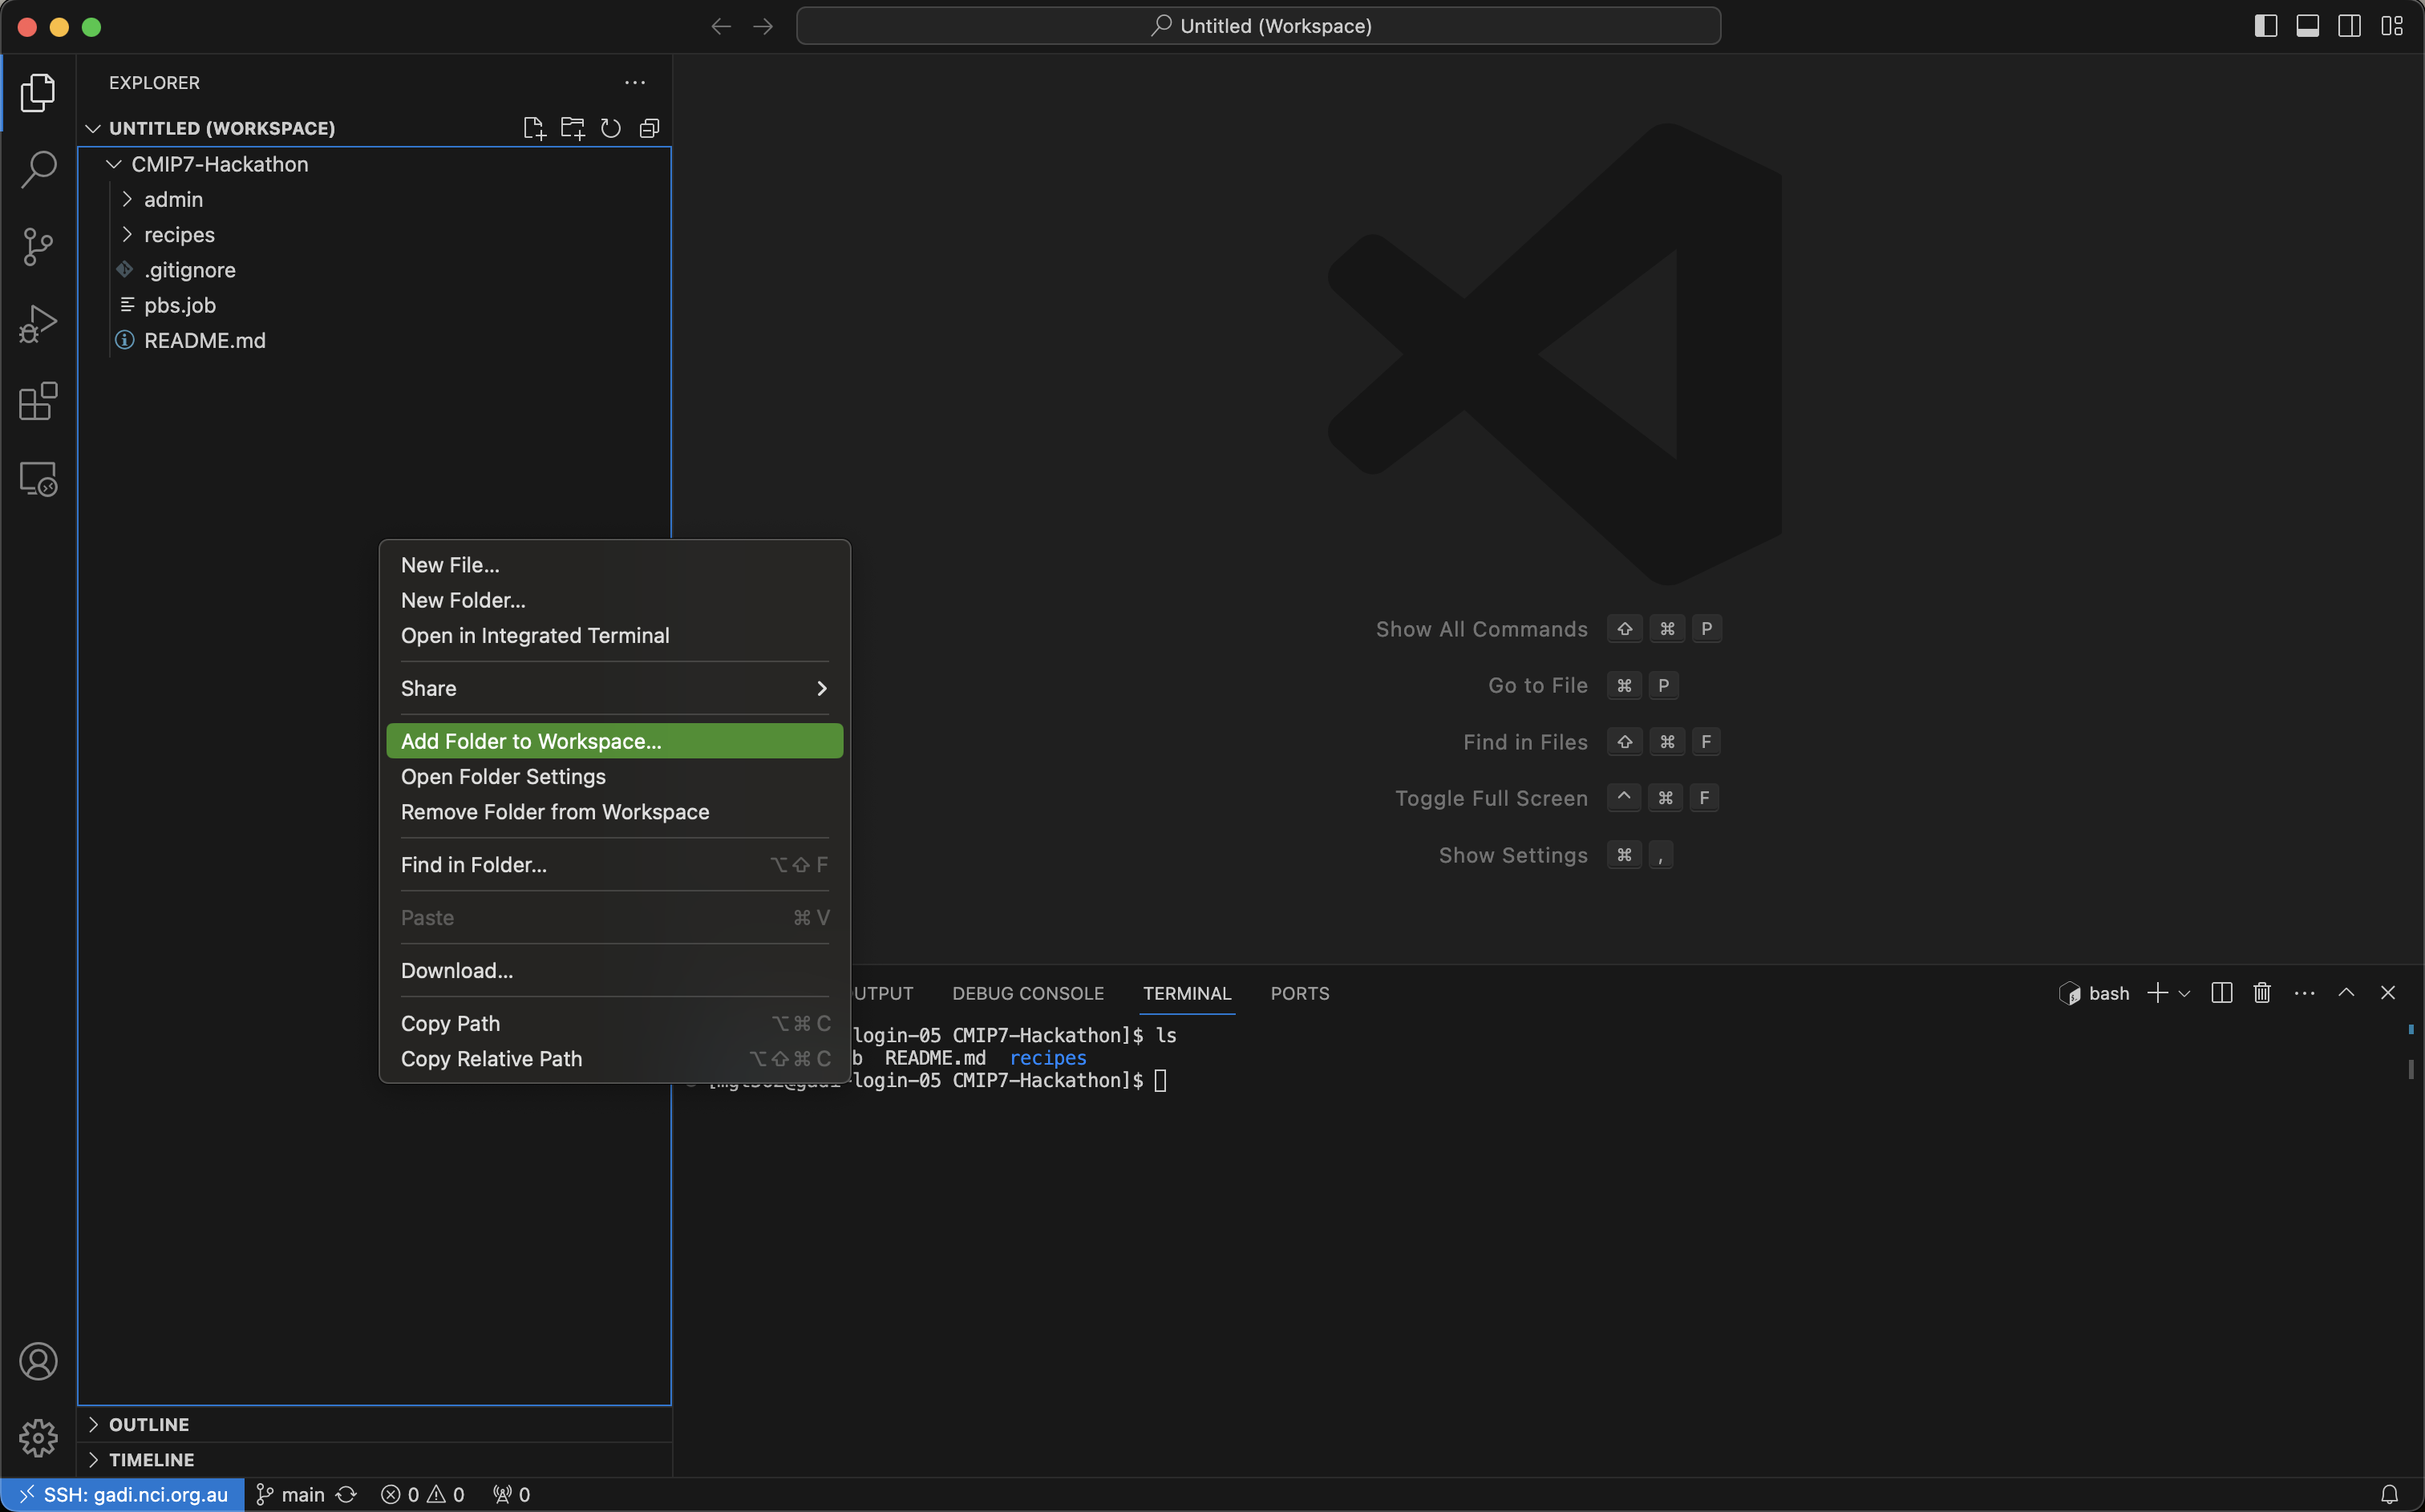 Untitled (Workspace)
EXPLORER
UNTITLED (WORKSPACE)
CMIP7-Hackathon
admin
recipes
.gitignore
pbs.job
README.md
New File...
New Folder...
Open in Integrated Terminal
Share
Add Folder to Workspace...
Open Folder Settings
Remove Folder from Workspace
Find in Folder... ⌥⇧ F
Paste ⌘ V
Download...
Copy Path ⌥⌘ C
Copy Relative Path ⌥⇧⌘ C
Show All Commands ⇧ ⌘ P
Go to File ⌘ P
Find in Files ⇧ ⌘ F
Toggle Full Screen ^ ⌘ F
Show Settings ⌘ ,
UTPUT DEBUG CONSOLE TERMINAL PORTS
bash
login-05 CMIP7-Hackathon]$ ls
b README.md recipes
login-05 CMIP7-Hackathon]$
OUTLINE
TIMELINE
SSH: gadi.nci.org.au main 0 0 0